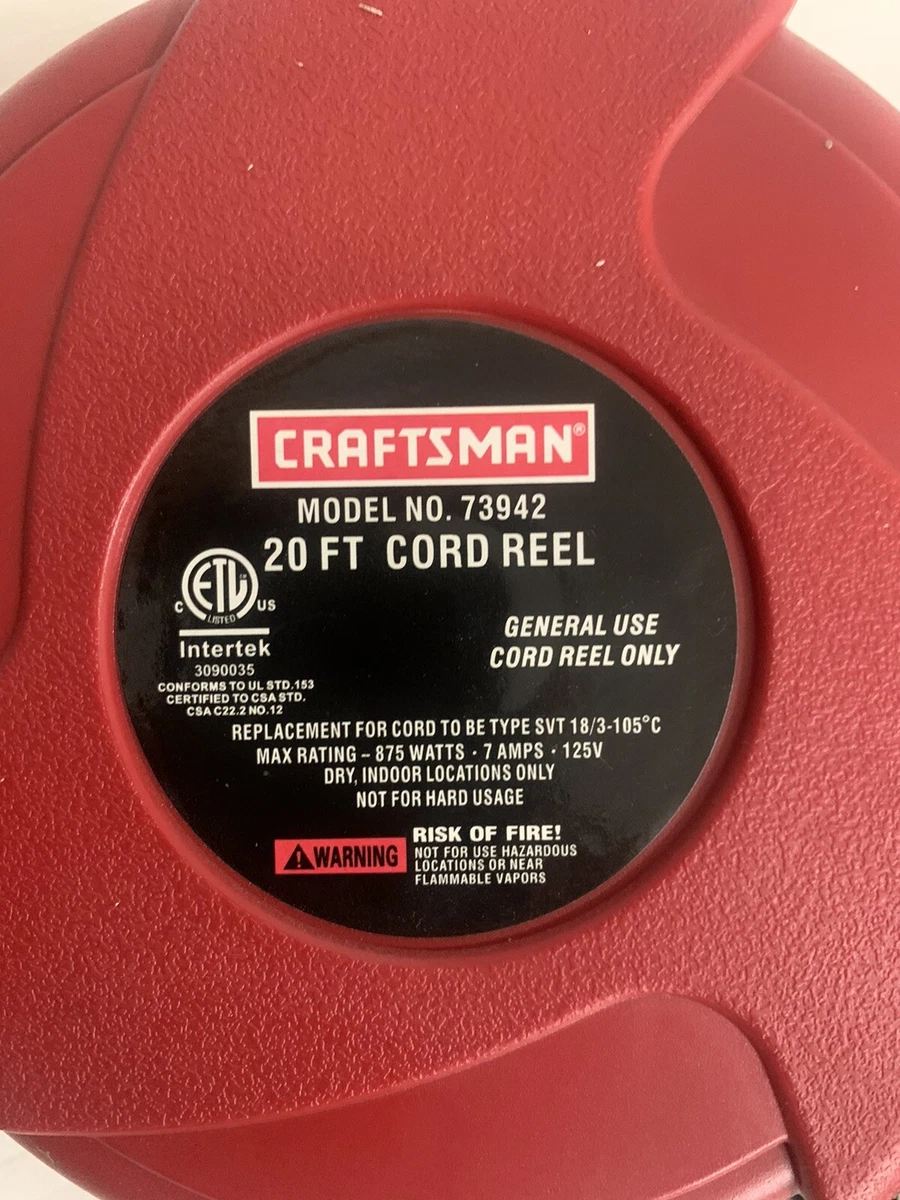 CRAFTSMAN®
MODEL NO. 73942
20 FT CORD REEL
ETL
C US
LISTED
Intertek
3090035
CONFORMS TO UL STD.153
CERTIFIED TO CSA STD.
CSA C22.2 NO.12
GENERAL USE
CORD REEL ONLY
REPLACEMENT FOR CORD TO BE TYPE SVT 18/3-105°C
MAX RATING – 875 WATTS · 7 AMPS · 125V
DRY, INDOOR LOCATIONS ONLY
NOT FOR HARD USAGE
WARNING
RISK OF FIRE!
NOT FOR USE HAZARDOUS
LOCATIONS OR NEAR
FLAMMABLE VAPORS